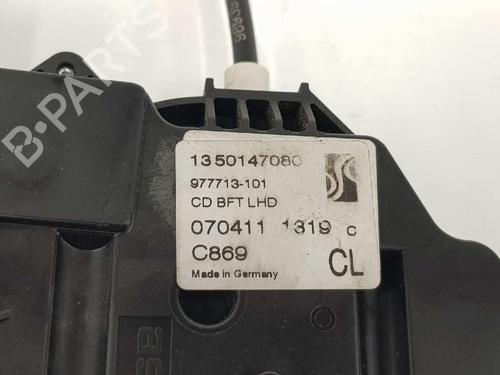 B-PARTS
1350147080
977713-101
CD BFT LHD
070411 1319 c
C869
CL
Made in Germany